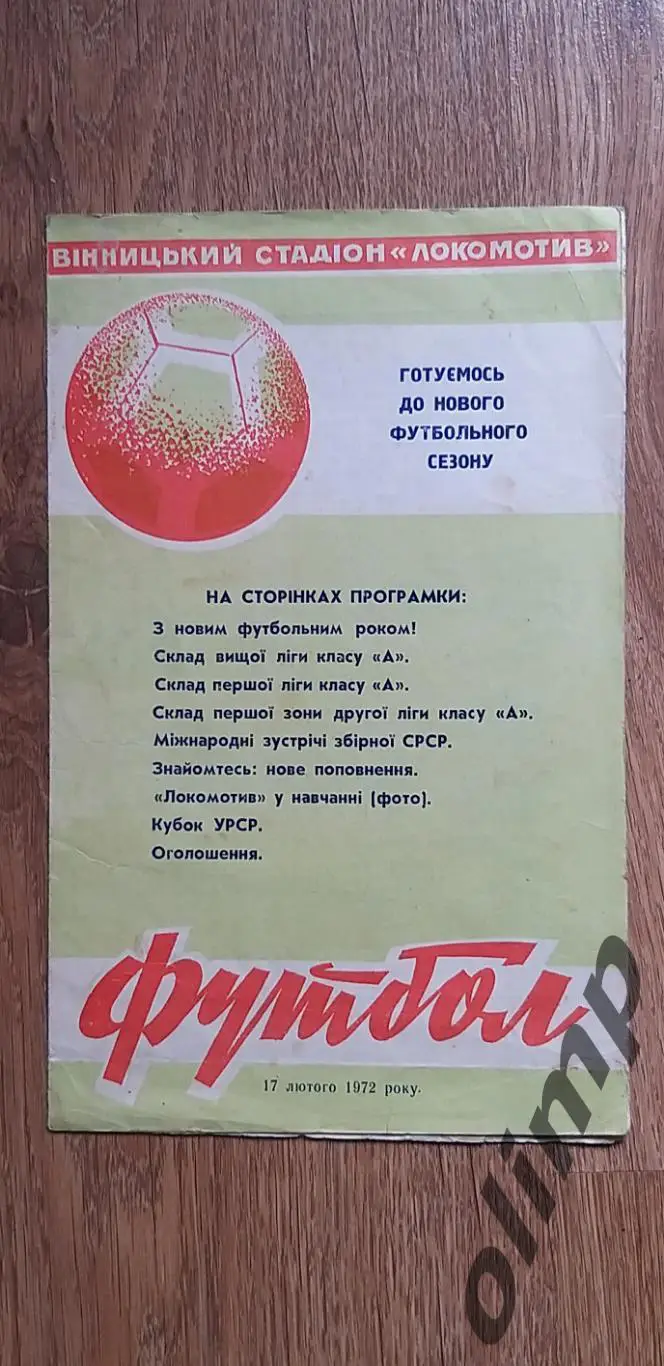 ВІННИЦЬКИЙ СТАДІОН «ЛОКОМОТИВ»
ГОТУЄМОСЬ
ДО НОВОГО
ФУТБОЛЬНОГО
СЕЗОНУ
НА СТОРІНКАХ ПРОГРАМКИ:
З новим футбольним роком!
Склад вищої ліги класу «А».
Склад першої ліги класу «А».
Склад першої зони другої ліги класу «А».
Міжнародні зустрічі збірної СРСР.
Знайомтесь: нове поповнення.
«Локомотив» у навчанні (фото).
Кубок УРСР.
Оголошення.
Футбол
17 лютого 1972 року.
olimp